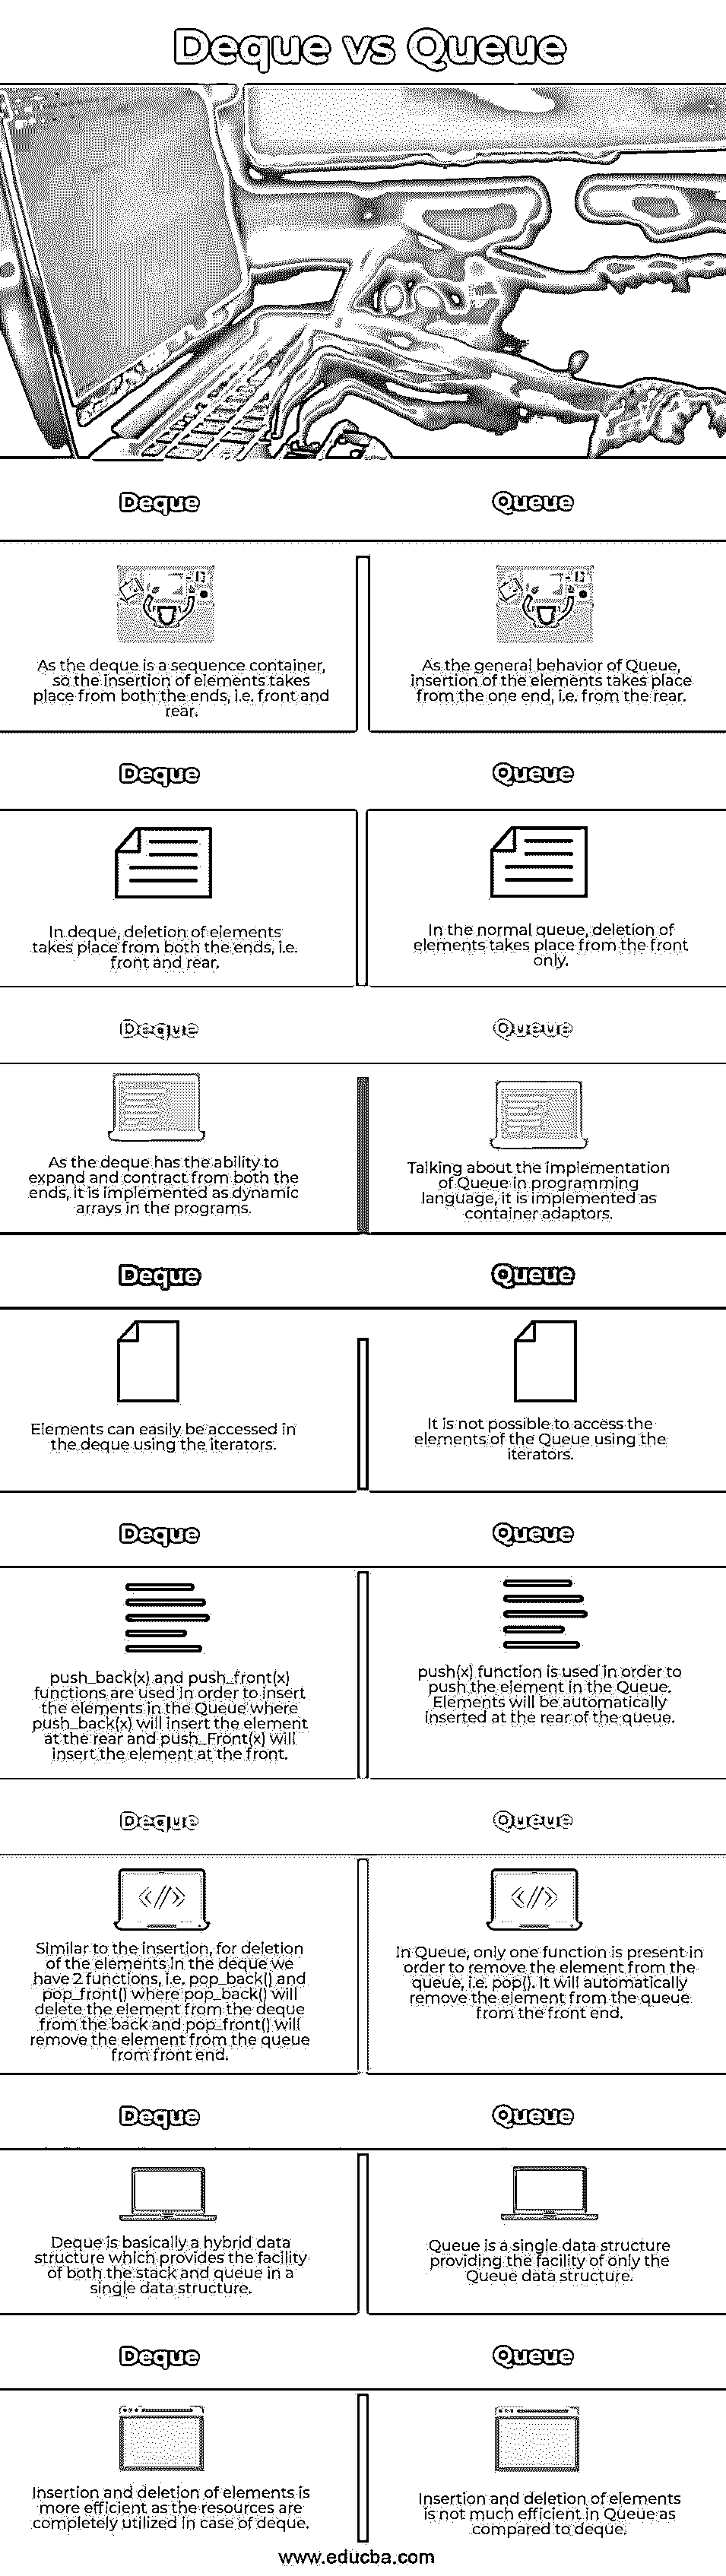 Deque vs Queue
Deque
Queue
As the deque is a sequence container,
so the insertion of elements takes
place from both the ends, i.e. front and
rear.
As the general behavior of Queue,
insertion of the elements takes place
from the one end, i.e. from the rear.
Deque
Queue
In deque, deletion of elements
takes place from both the ends, i.e.
front and rear.
In the normal queue, deletion of
elements takes place from the front
only.
Deque
Queue
As the deque has the ability to
expand and contract from both the
ends, it is implemented as dynamic
arrays in the programs.
Talking about the implementation
of Queue in programming
language, it is implemented as
container adaptors.
Deque
Queue
Elements can easily be accessed in
the deque using the iterators.
It is not possible to access the
elements of the Queue using the
iterators.
Deque
Queue
push_back(x) and push_front(x)
functions are used in order to insert
the elements in the Queue where
push_back(x) will insert the element
at the rear and push_Front(x) will
insert the element at the front.
push(x) function is used in order to
push the element in the Queue.
Elements will be automatically
inserted at the rear of the queue.
Deque
Queue
Similar to the insertion, for deletion
of the elements in the deque we
have 2 functions, i.e. pop_back() and
pop_front() where pop_back() will
delete the element from the deque
from the back and pop_front() will
remove the element from the queue
from front end.
In Queue, only one function is present in
order to remove the element from the
queue, i.e. pop(). It will automatically
remove the element from the queue
from the front end.
Deque
Queue
Deque is basically a hybrid data
structure which provides the facility
of both the stack and queue in a
single data structure.
Queue is a single data structure
providing the facility of only the
Queue data structure.
Deque
Queue
Insertion and deletion of elements is
more efficient as the resources are
completely utilized in case of deque.
Insertion and deletion of elements
is not much efficient in Queue as
compared to deque.
www.educba.com